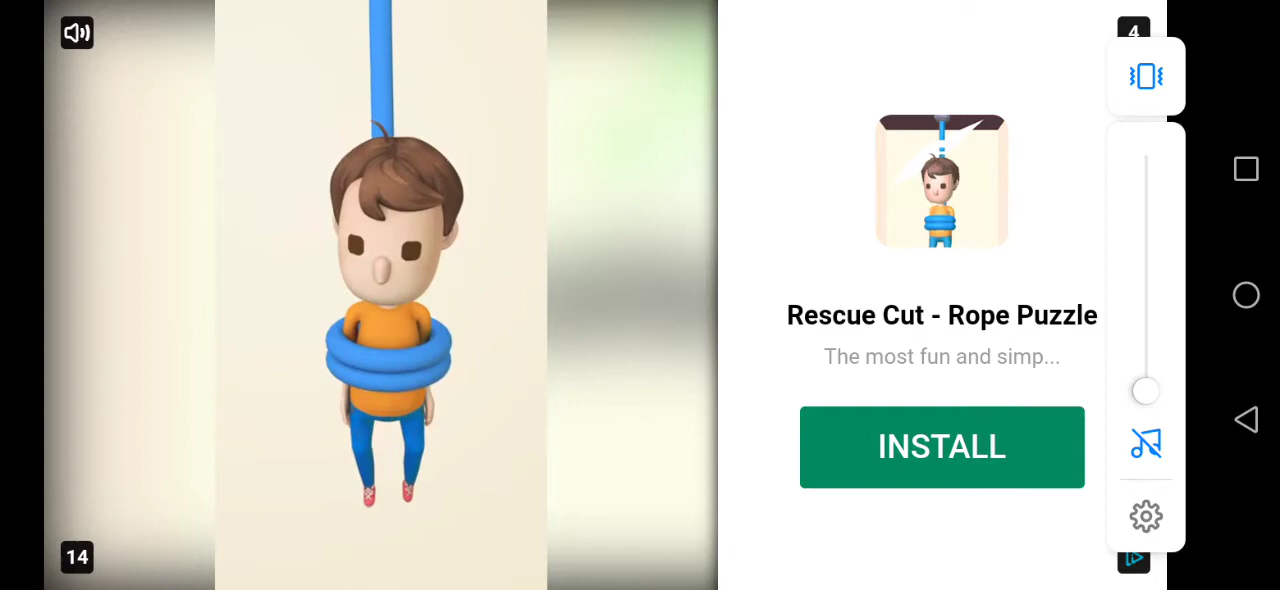 4
Rescue Cut - Rope Puzzle
The most fun and simp...
INSTALL
14